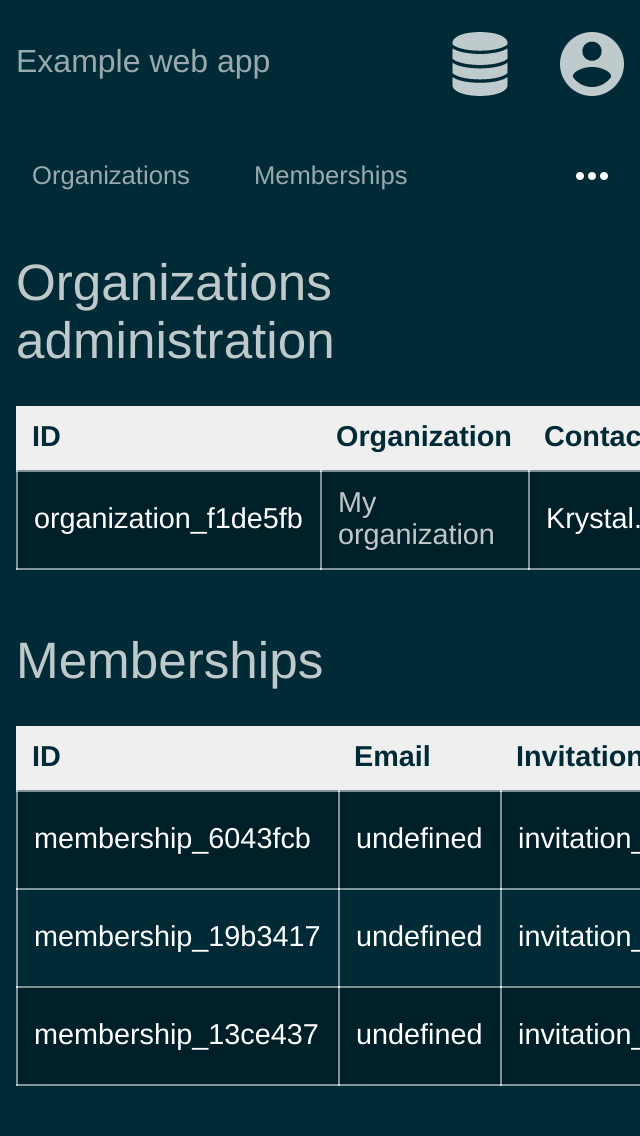 Example web app
Organizations Memberships
Organizations
administration
ID Organization Contac
organization_f1de5fb My organization Krystal.
Memberships
ID Email Invitation
membership_6043fcb undefined invitation_
membership_19b3417 undefined invitation_
membership_13ce437 undefined invitation_